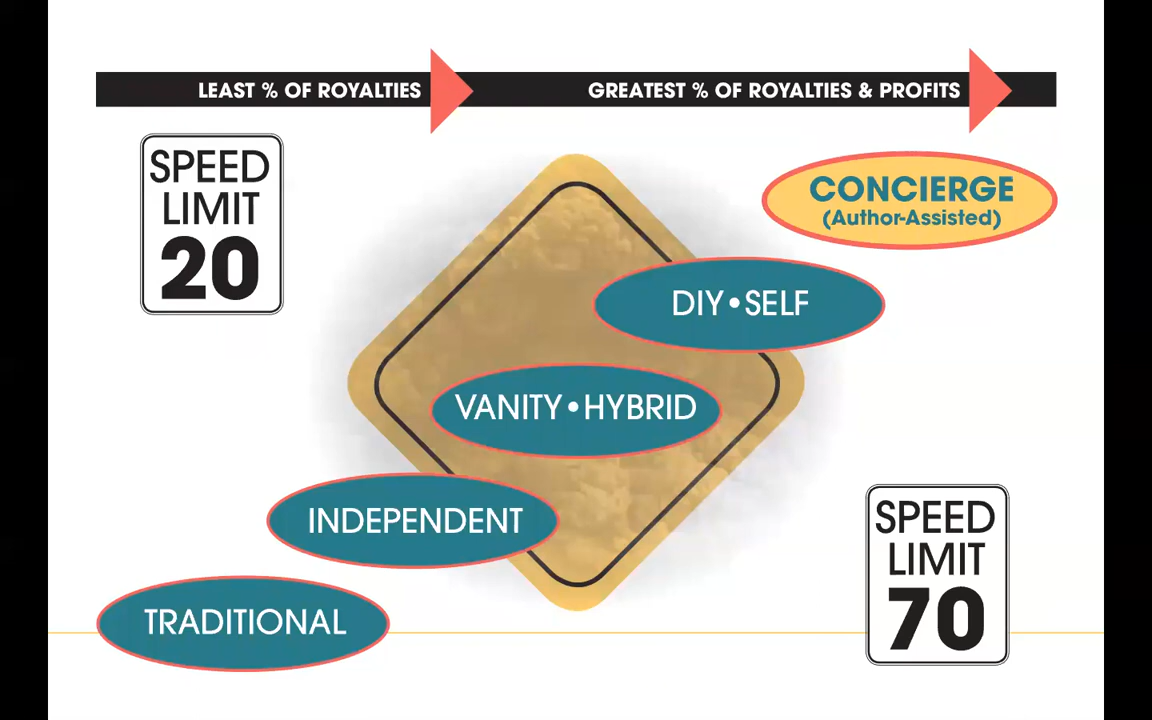 LEAST % OF ROYALTIES
GREATEST % OF ROYALTIES & PROFITS
SPEED
LIMIT
20
CONCIERGE
(Author-Assisted)
DIY•SELF
VANITY•HYBRID
INDEPENDENT
TRADITIONAL
SPEED
LIMIT
70